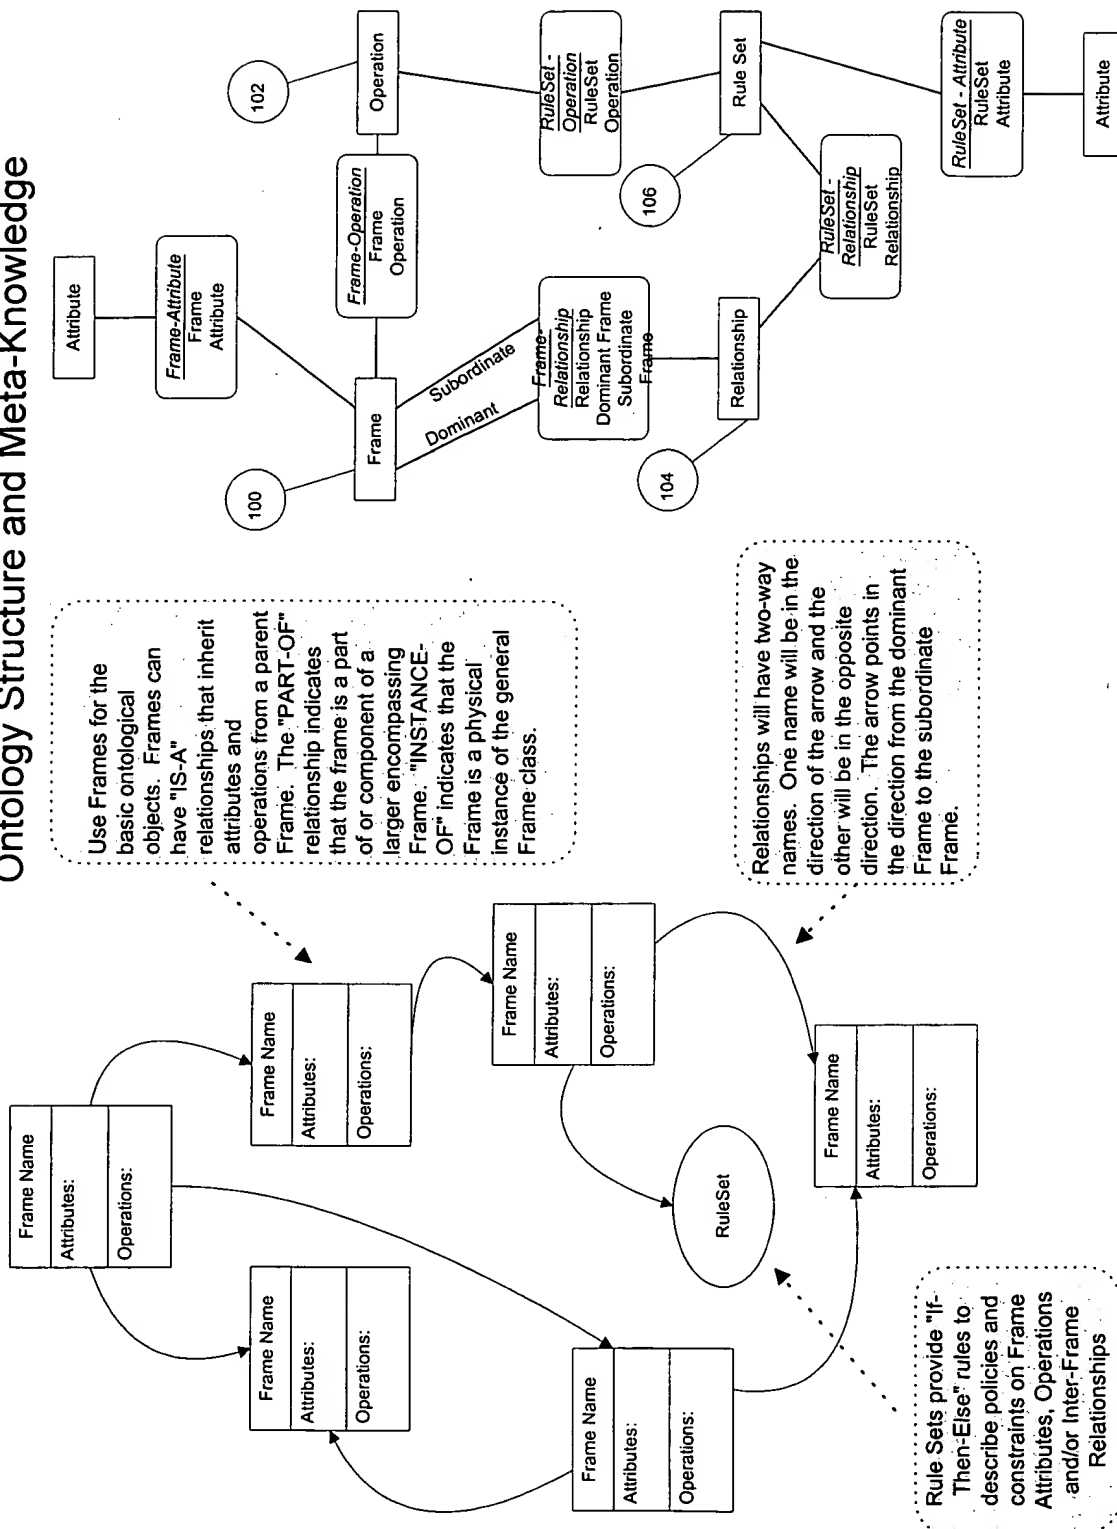 Ontology Structure and Meta-Knowledge
Frame Name
Attributes:
Operations:
Frame Name
Attributes:
Operations:
Frame Name
Attributes:
Operations:
Frame Name
Attributes:
Operations:
Frame Name
Attributes:
Operations:
Frame Name
Attributes:
Operations:
RuleSet
Rule Sets provide "If-
Then-Else" rules to
describe policies and
constraints on Frame
Attributes, Operations
and/or Inter-Frame
Relationships
Use Frames for the
basic ontological
objects. Frames can
have "IS-A"
relationships that inherit
attributes and
operations from a parent
Frame. The "PART-OF"
relationship indicates
that the frame is a part
of or component of a
larger encompassing
Frame. "INSTANCE-
OF" indicates that the
Frame is a physical
instance of the general
Frame class.
Relationships will have two-way
names. One name will be in the
direction of the arrow and the
other will be in the opposite
direction. The arrow points in
the direction from the dominant
Frame to the subordinate
Frame.
Attribute
Frame-Attribute
Frame
Attribute
100
Frame
Frame-Operation
Frame
Operation
102
Operation
Dominant
Subordinate
Frame-
Relationship
Relationship
Dominant Frame
Subordinate
Frame
RuleSet -
Operation
RuleSet
Operation
104
Relationship
106
Rule Set
RuleSet -
Relationship
RuleSet
Relationship
RuleSet - Attribute
RuleSet
Attribute
Attribute